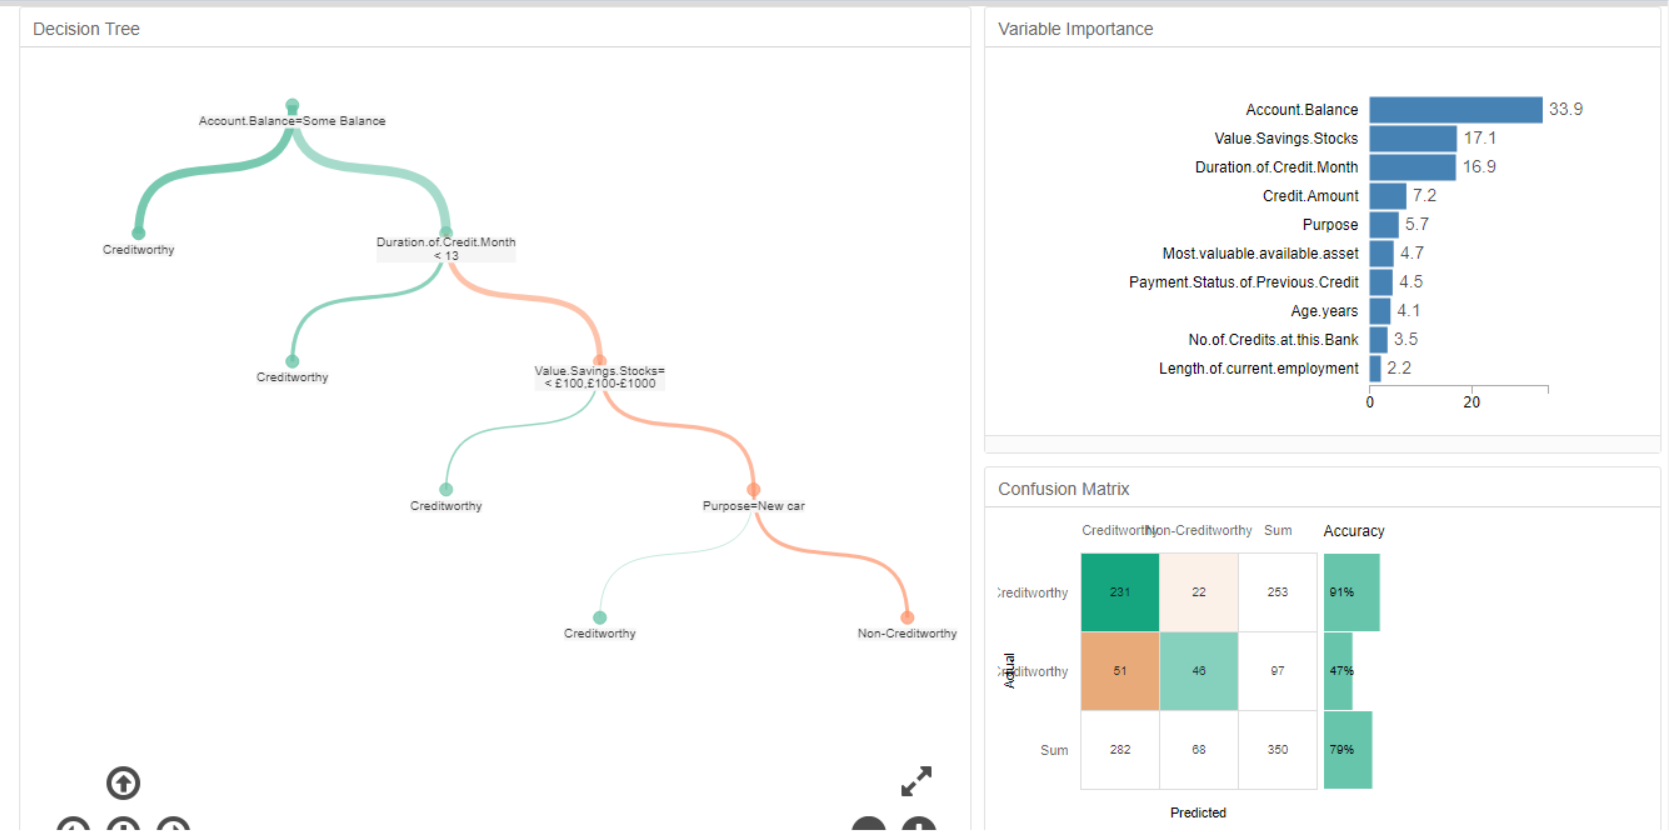 Decision Tree
Account.Balance=Some Balance
Creditworthy
Duration.of.Credit.Month
< 13
Creditworthy
Value.Savings.Stocks=
< £100,£100-£1000
Creditworthy
Purpose=New car
Creditworthy
Non-Creditworthy
Variable Importance
Account.Balance 33.9
Value.Savings.Stocks 17.1
Duration.of.Credit.Month 16.9
Credit.Amount 7.2
Purpose 5.7
Most.valuable.available.asset 4.7
Payment.Status.of.Previous.Credit 4.5
Age.years 4.1
No.of.Credits.at.this.Bank 3.5
Length.of.current.employment 2.2
0 20
Confusion Matrix
Creditworthy Non-Creditworthy Sum Accuracy
Creditworthy 231 22 253 91%
Actual
Creditworthy 51 46 97 47%
Sum 282 68 350 79%
Predicted